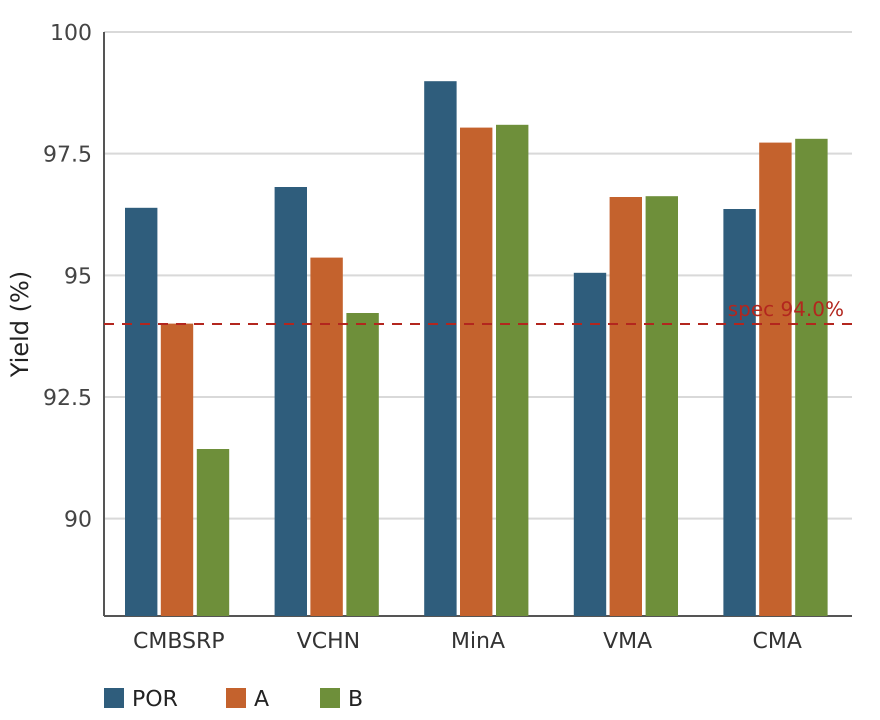 100
97.5
95
92.5
90
Yield (%)
spec 94.0%
CMBSRP VCHN MinA VMA CMA
POR A B